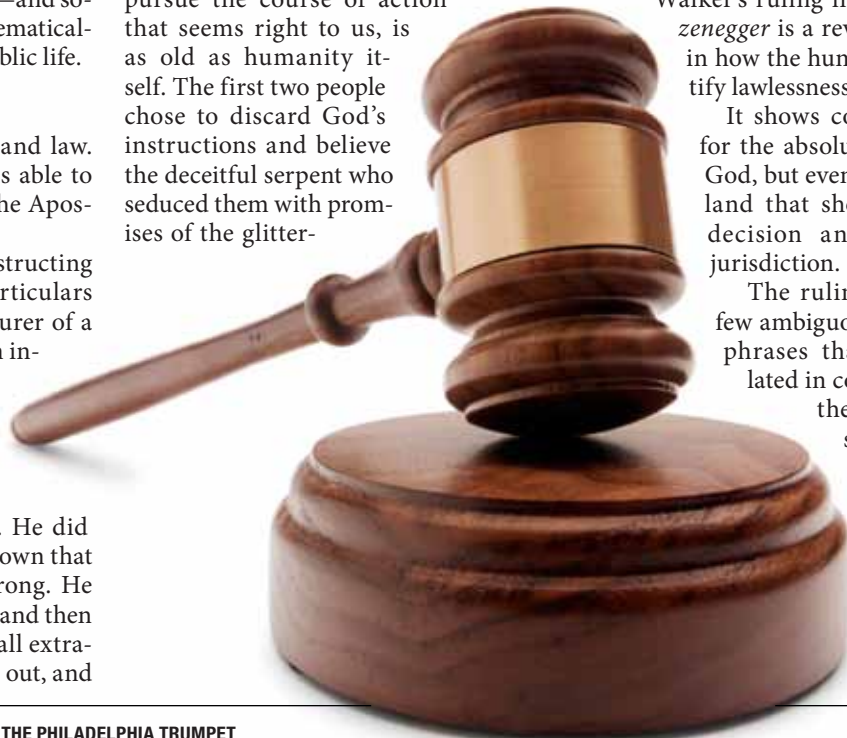 —and so-
ematical-
blic life.
and law.
s able to
he Apos-
structing
rticulars
urer of a
in-
. He did
own that
rong. He
and then
all extra-
out, and
pursue the course of action
that seems right to us, is
as old as humanity it-
self. The first two people
chose to discard God's
instructions and believe
the deceitful serpent who
seduced them with prom-
ises of the glitter-
Walker's ruling
zenegger is a rev
in how the hum
tify lawlessness
It shows co
for the absolu
God, but even
land that sho
decision an
jurisdiction.
The rulin
few ambiguo
phrases tha
lated in co
the
s
THE PHILADELPHIA TRUMPET